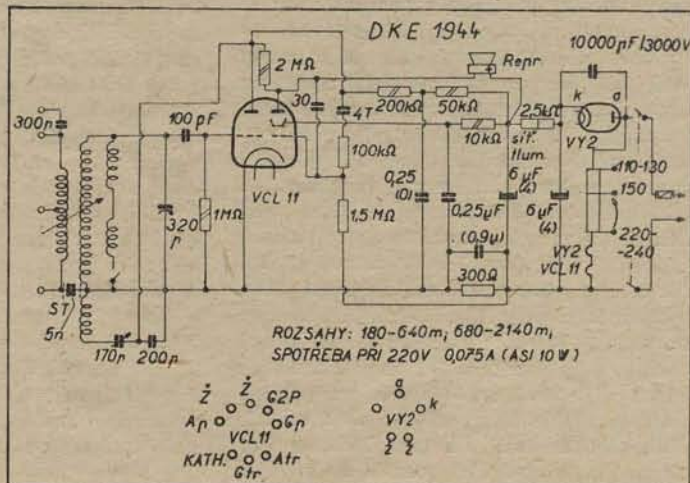 DKE 1944
10 000 pF/3000V
Repr.
2 MΩ
300p
100 pF
30
4T
200kΩ
50kΩ
10kΩ
2,5kΩ
síť.
tlum.
k
a
VY2
110-130
150
220-
-240
100kΩ
VCL 11
320
p
1MΩ
1,5 MΩ
0,25
(0)
0,25µF
6µF
(4)
6µF
(4)
(0,9µ)
300Ω
VY2
VCL11
ST
5n
170p
200p
ROZSAHY: 180-640m; 680-2140m;
SPOTŘEBA PŘI 220V 0,075A (ASI 10 W)
Ż
Ż
G2P
Ap
Gp
VCL11
KATH.
Atr
Gtr
a
k
VY2
ż ż